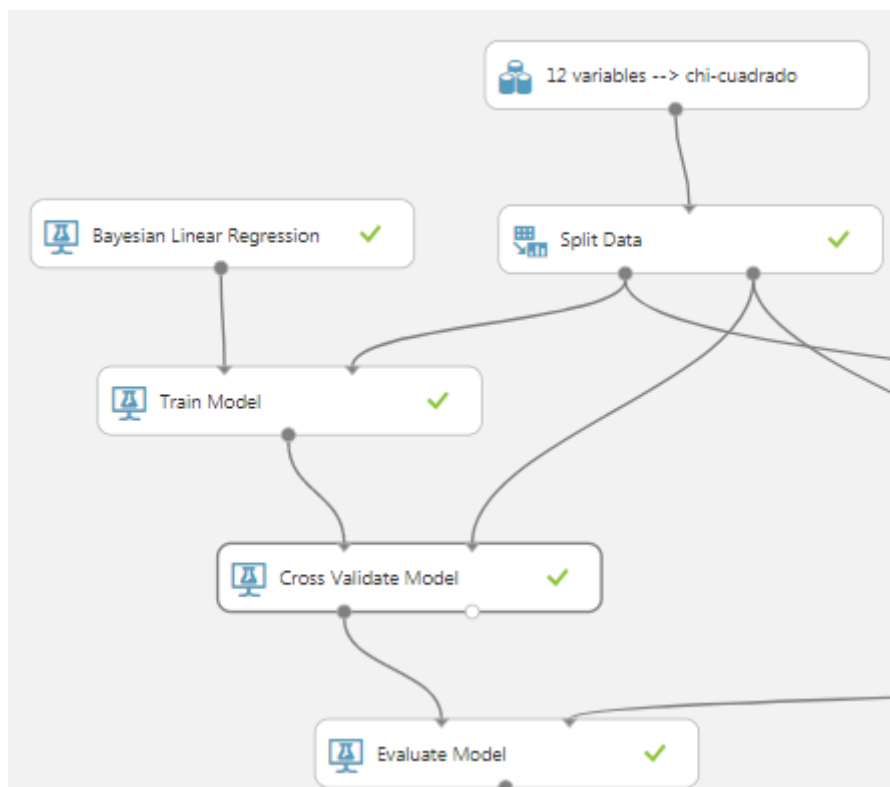 12 variables --> chi-cuadrado
Bayesian Linear Regression
Split Data
Train Model
Cross Validate Model
Evaluate Model